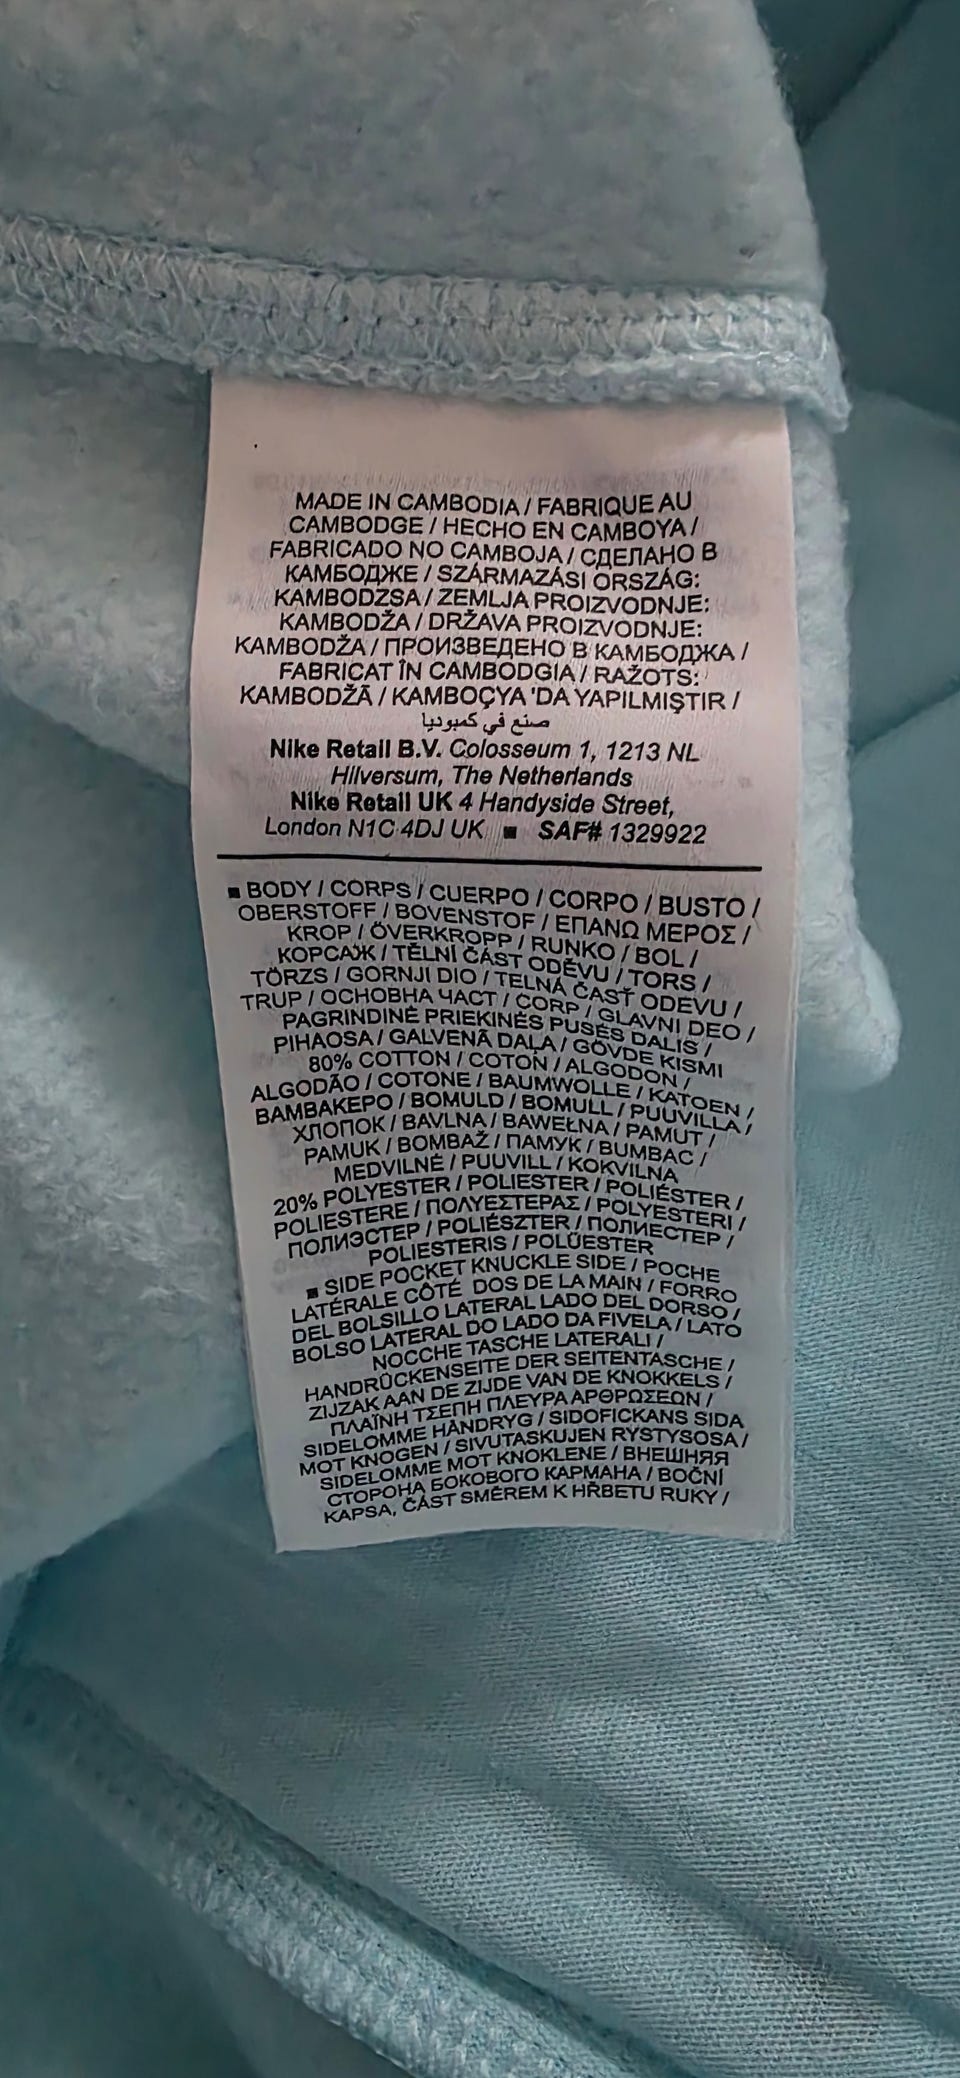 MADE IN CAMBODIA / FABRIQUE AU
CAMBODGE / HECHO EN CAMBOYA /
FABRICADO NO CAMBOJA / СДЕЛАНО В
КАМБОДЖЕ / SZÁRMAZÁSI ORSZÁG:
KAMBODZSA / ZEMLJA PROIZVODNJE:
KAMBODŽA / DRŽAVA PROIZVODNJE:
KAMBODŽA / ПРОИЗВЕДЕНО В КАМБОДЖА /
FABRICAT ÎN CAMBODGIA / RAŽOTS:
KAMBODŽĀ / KAMBOÇYA 'DA YAPILMIŞTIR /
صنع في كمبوديا
Nike Retail B.V. Colosseum 1, 1213 NL
Hilversum, The Netherlands
Nike Retail UK 4 Handyside Street,
London N1C 4DJ UK ■ SAF# 1329922
■ BODY / CORPS / CUERPO / CORPO / BUSTO /
OBERSTOFF / BOVENSTOF / ΕΠΑΝΩ ΜΕΡΟΣ /
KROP / ÖVERKROPP / RUNKO / BOL /
КОРСАЖ / TĚLNÍ ČÁST ODĚVU / TORS /
TÖRZS / GORNJI DIO / TELNÁ ČASŤ ODEVU /
TRUP / ОСНОВНА ЧАСТ / CORP / GLAVNI DEO /
PAGRINDINĖ PRIEKINĖS PUSĖS DALIS /
PIHAOSA / GALVENĀ DAĻA / GÖVDE KISMI
80% COTTON / COTON / ALGODON /
ALGODÃO / COTONE / BAUMWOLLE / KATOEN /
ΒΑΜΒΑΚΕΡΟ / BOMULD / BOMULL / PUUVILLA /
ХЛОПОК / BAVLNA / BAWEŁNA / PAMUT /
PAMUK / BOMBAŽ / ПАМУК / BUMBAC /
MEDVILNĖ / PUUVILL / KOKVILNA
20% POLYESTER / POLIESTER / POLIÉSTER /
POLIESTERE / ΠΟΛΥΕΣΤΕΡΑΣ / POLYESTERI /
ПОЛИЭСТЕР / POLIÉSZTER / ПОЛИЕСТЕР /
POLIESTERIS / POLÜESTER
■ SIDE POCKET KNUCKLE SIDE / POCHE
LATÉRALE CÔTÉ DOS DE LA MAIN / FORRO
DEL BOLSILLO LATERAL LADO DEL DORSO /
BOLSO LATERAL DO LADO DA FIVELA / LATO
NOCCHE TASCHE LATERALI /
HANDRÜCKENSEITE DER SEITENTASCHE /
ZIJZAK AAN DE ZIJDE VAN DE KNOKKELS /
ΠΛΑΪΝΗ ΤΣΕΠΗ ΠΛΕΥΡΑ ΑΡΘΡΩΣΕΩΝ /
SIDELOMME HÅNDRYG / SIDOFICKANS SIDA
MOT KNOGEN / SIVUTASKUJEN RYSTYSOSA /
SIDELOMME MOT KNOKLENE / ВНЕШНЯЯ
СТОРОНА БОКОВОГО КАРМАНА / BOČNÍ
KAPSA, ČÁST SMĚREM K HŘBETU RUKY /